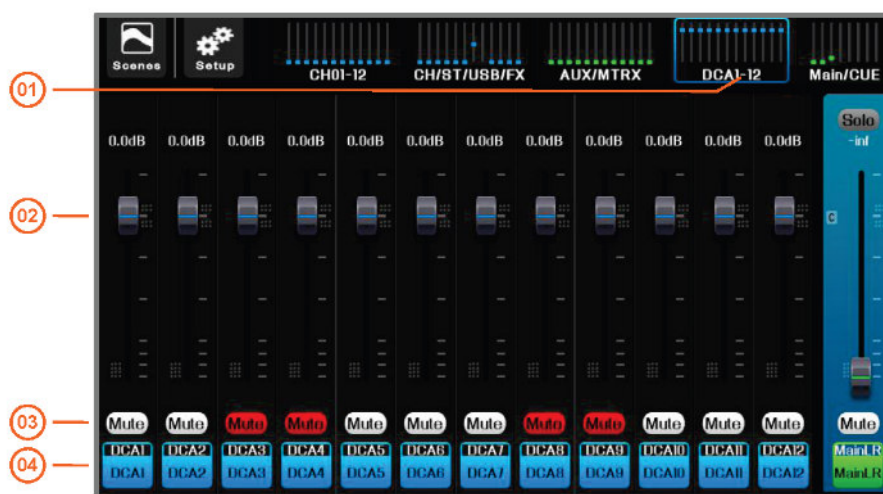 Scenes Setup CH01-12 CH/ST/USB/FX AUX/MTRX DCA1-12 Main/CUE
01
Solo
0.0dB 0.0dB 0.0dB 0.0dB 0.0dB 0.0dB 0.0dB 0.0dB 0.0dB 0.0dB 0.0dB 0.0dB -inf
02
C
03 Mute Mute Mute Mute Mute Mute Mute Mute Mute Mute Mute Mute Mute
DCA1 DCA2 DCA3 DCA4 DCA5 DCA6 DCA7 DCA8 DCA9 DCA10 DCA11 DCA12 MainLR
04 DCA1 DCA2 DCA3 DCA4 DCA5 DCA6 DCA7 DCA8 DCA9 DCA10 DCA11 DCA12 MainLR